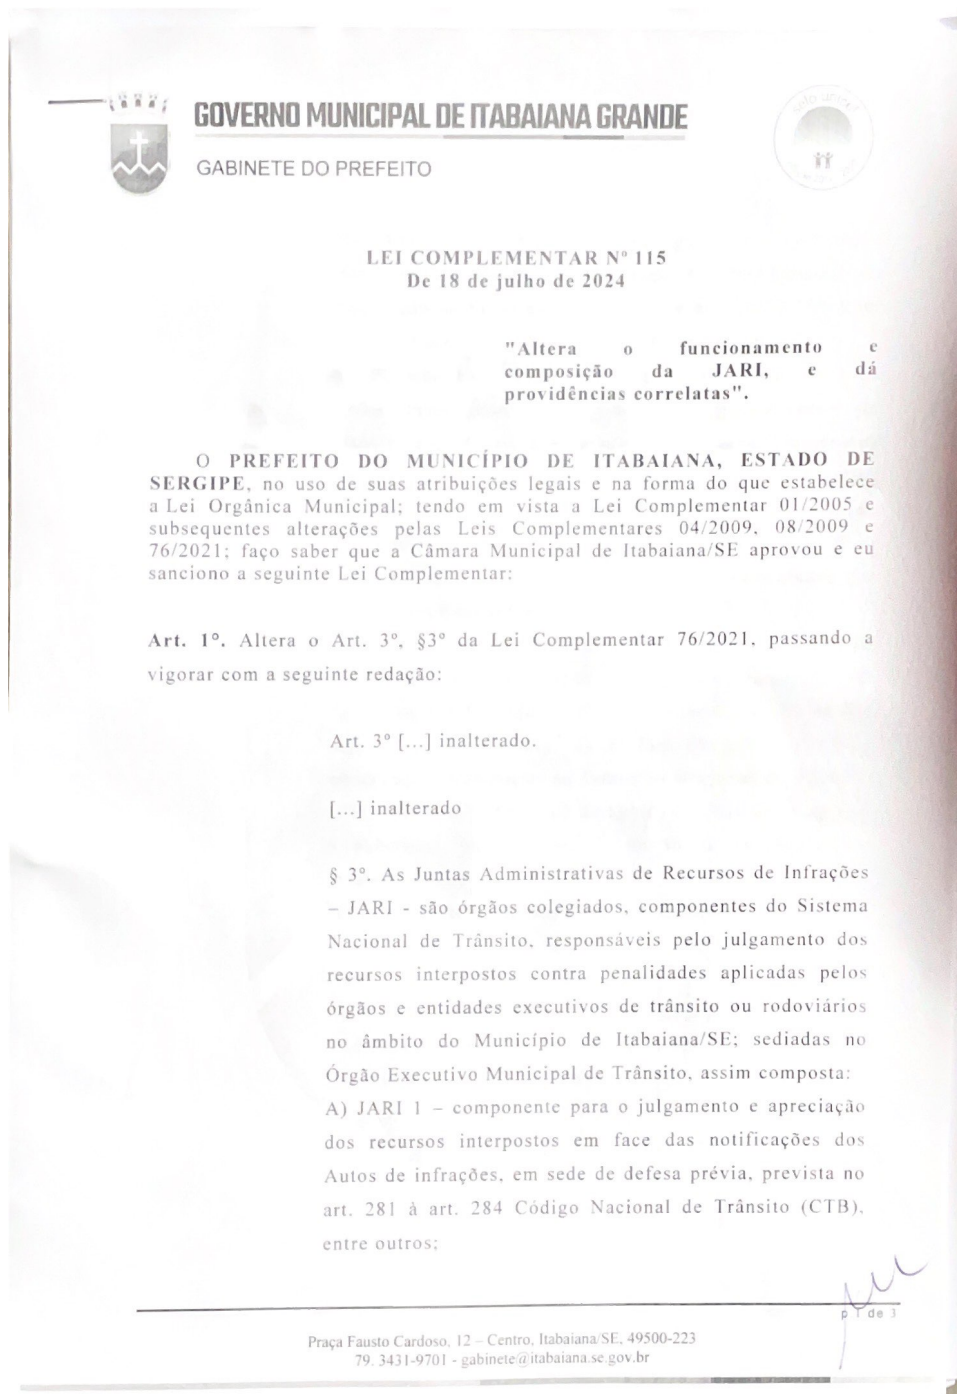 GOVERNO MUNICIPAL DE ITABAIANA GRANDE
GABINETE DO PREFEITO
LEI COMPLEMENTAR Nº 115
De 18 de julho de 2024
"Altera o funcionamento e
composição da JARI, e dá
providências correlatas".
O PREFEITO DO MUNICÍPIO DE ITABAIANA, ESTADO DE
SERGIPE, no uso de suas atribuições legais e na forma do que estabelece
a Lei Orgânica Municipal; tendo em vista a Lei Complementar 01/2005 e
subsequentes alterações pelas Leis Complementares 04/2009, 08/2009 e
76/2021; faço saber que a Câmara Municipal de Itabaiana/SE aprovou e eu
sanciono a seguinte Lei Complementar:
Art. 1º. Altera o Art. 3º, §3º da Lei Complementar 76/2021, passando a
vigorar com a seguinte redação:
Art. 3º [...] inalterado.
[...] inalterado
§ 3º. As Juntas Administrativas de Recursos de Infrações
– JARI - são órgãos colegiados, componentes do Sistema
Nacional de Trânsito, responsáveis pelo julgamento dos
recursos interpostos contra penalidades aplicadas pelos
órgãos e entidades executivos de trânsito ou rodoviários
no âmbito do Município de Itabaiana/SE; sediadas no
Órgão Executivo Municipal de Trânsito, assim composta:
A) JARI 1 – componente para o julgamento e apreciação
dos recursos interpostos em face das notificações dos
Autos de infrações, em sede de defesa prévia, prevista no
art. 281 à art. 284 Código Nacional de Trânsito (CTB),
entre outros;
p 1 de 3
Praça Fausto Cardoso, 12 – Centro, Itabaiana/SE, 49500-223
79. 3431-9701 - gabinete@itabaiana.se.gov.br